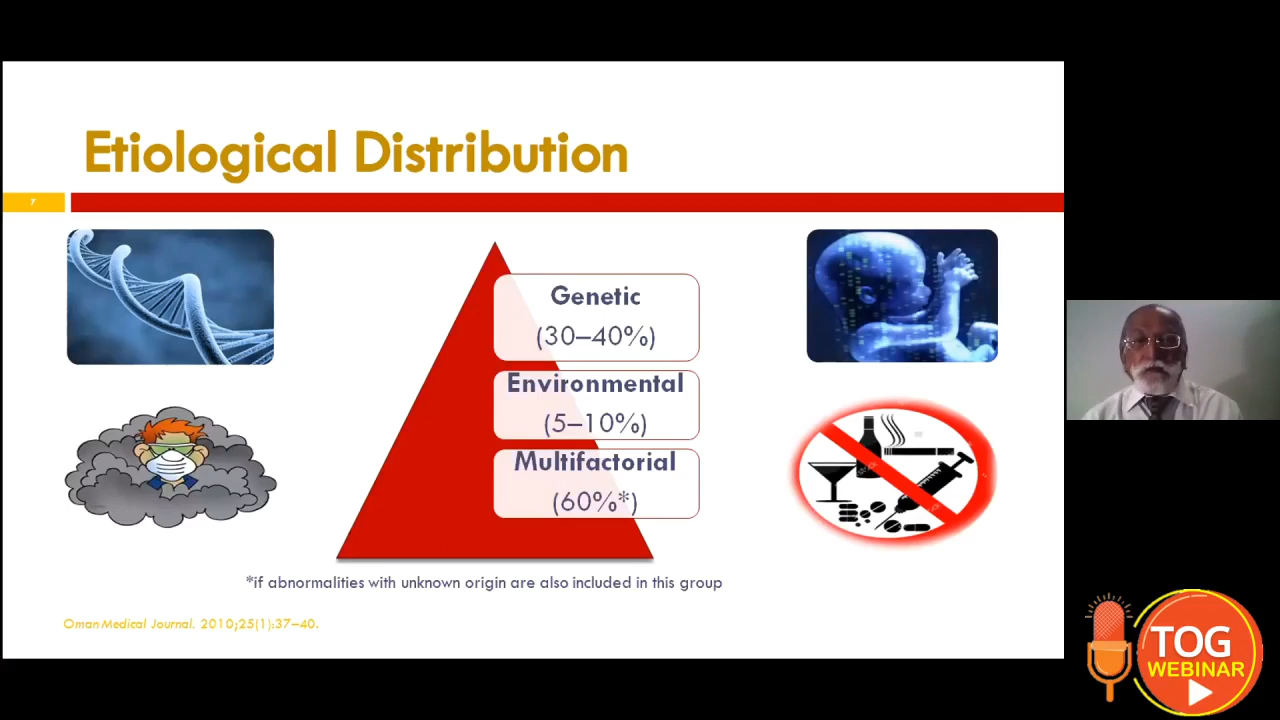 Etiological Distribution
7
Genetic
(30–40%)
Environmental
(5–10%)
Multifactorial
(60%*)
*if abnormalities with unknown origin are also included in this group
Oman Medical Journal. 2010;25(1):37–40.
TOG
WEBINAR